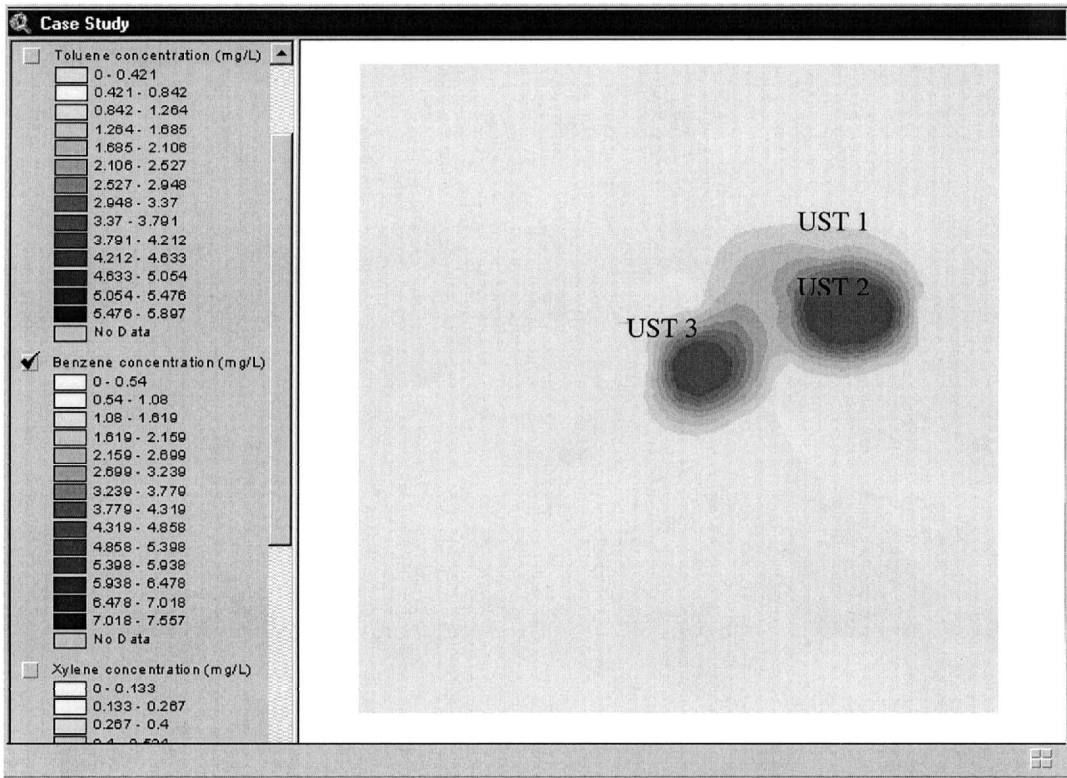 Case Study
Toluene concentration (mg/L)
0 - 0.421
0.421 - 0.842
0.842 - 1.264
1.264 - 1.685
1.685 - 2.106
2.106 - 2.527
2.527 - 2.948
2.948 - 3.37
3.37 - 3.791
3.791 - 4.212
4.212 - 4.633
4.633 - 5.054
5.054 - 5.476
5.476 - 5.897
No Data
Benzene concentration (mg/L)
0 - 0.54
0.54 - 1.08
1.08 - 1.619
1.619 - 2.159
2.159 - 2.699
2.699 - 3.239
3.239 - 3.779
3.779 - 4.319
4.319 - 4.858
4.858 - 5.398
5.398 - 5.938
5.938 - 6.478
6.478 - 7.018
7.018 - 7.557
No Data
Xylene concentration (mg/L)
0 - 0.133
0.133 - 0.267
0.267 - 0.4
UST 1
UST 2
UST 3